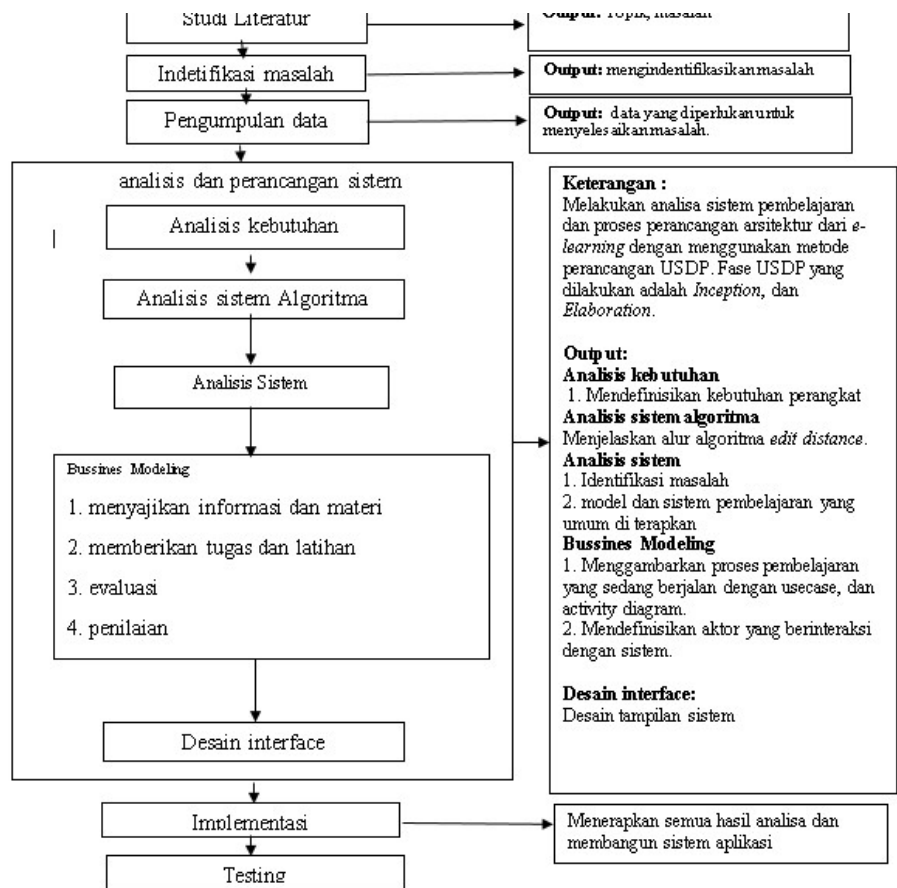 Studi Literatur
Output: Topik, masalah
Indetifikasi masalah
Output: mengindentifikasikan masalah
Pengumpulan data
Output: data yang diperlukan untuk
menyelesaikan masalah.
analisis dan perancangan sistem
Analisis kebutuhan
Analisis sistem Algoritma
Analisis Sistem
Bussines Modeling
1. menyajikan informasi dan materi
2. memberikan tugas dan latihan
3. evaluasi
4. penilaian
Desain interface
Keterangan :
Melakukan analisa sistem pembelajaran
dan proses perancangan arsitektur dari e-
learning dengan menggunakan metode
perancangan USDP. Fase USDP yang
dilakukan adalah Inception, dan
Elaboration.
Output:
Analisis kebutuhan
1. Mendefinisikan kebutuhan perangkat
Analisis sistem algoritma
Menjelaskan alur algoritma edit distance.
Analisis sistem
1. Identifikasi masalah
2. model dan sistem pembelajaran yang
umum di terapkan
Bussines Modeling
1. Menggambarkan proses pembelajaran
yang sedang berjalan dengan usecase, dan
activity diagram.
2. Mendefinisikan aktor yang berinteraksi
dengan sistem.
Desain interface:
Desain tampilan sistem
Implementasi
Menerapkan semua hasil analisa dan
membangun sistem aplikasi
Testing